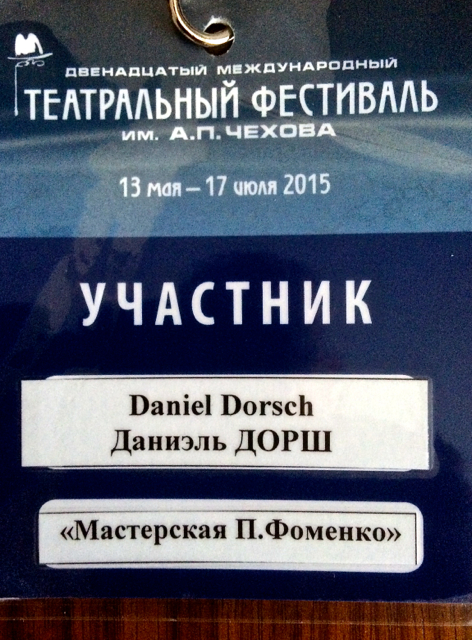 ДВЕНАДЦАТЫЙ МЕЖДУНАРОДНЫЙ
ТЕАТРАЛЬНЫЙ ФЕСТИВАЛЬ
ИМ. А.П.ЧЕХОВА
13 мая – 17 июля 2015
УЧАСТНИК
Daniel Dorsch
Даниэль ДОРШ
«Мастерская П.Фоменко»